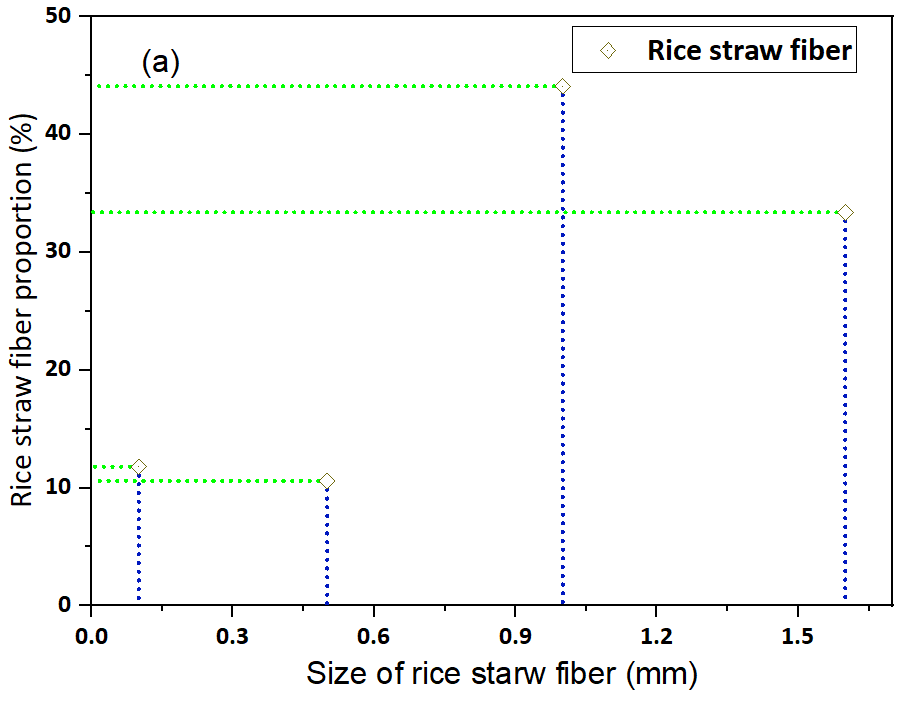 50
(a)
Rice straw fiber
40
30
20
10
0
Rice straw fiber proportion (%)
0.0 0.3 0.6 0.9 1.2 1.5
Size of rice starw fiber (mm)